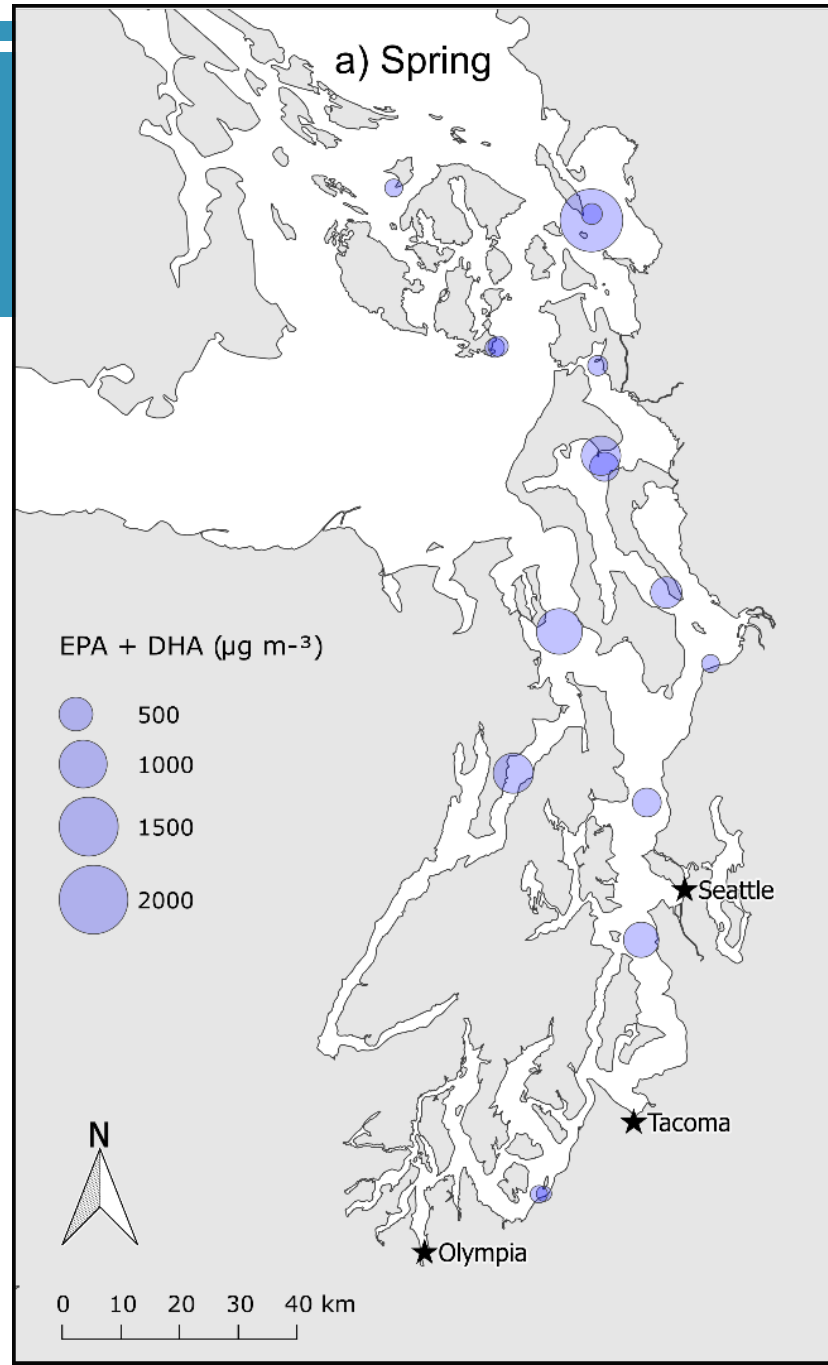 a) Spring
EPA + DHA (µg m-³)
500
1000
1500
2000
Seattle
Tacoma
N
Olympia
0 10 20 30 40 km